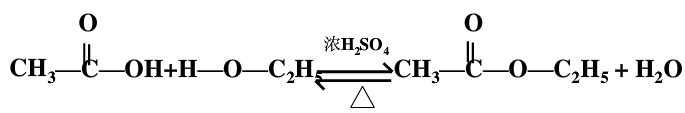 O O
浓H₂SO₄
CH₃—C—OH+H—O—C₂H₅ ⇌ CH₃—C—O—C₂H₅ + H₂O
△